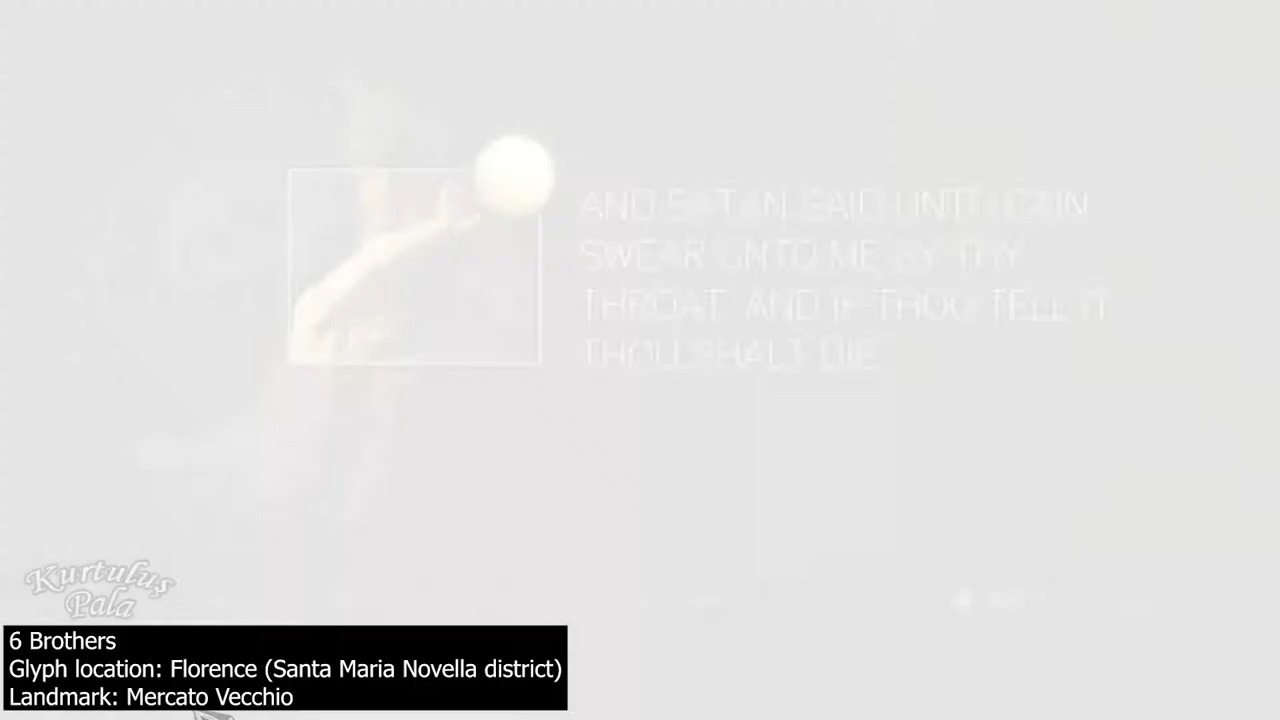 AND SATAN SAID UNTO CAIN
SWEAR UNTO ME BY THY
THROAT, AND IF THOU TELL IT
THOU SHALT DIE
Kurtuluş
Pala
6 Brothers
Glyph location: Florence (Santa Maria Novella district)
Landmark: Mercato Vecchio